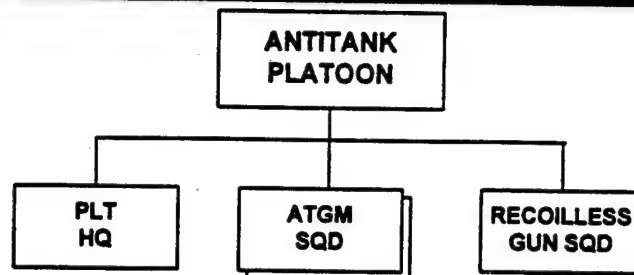 ANTITANK
PLATOON
PLT
HQ
ATGM
SQD
RECOILLESS
GUN SQD